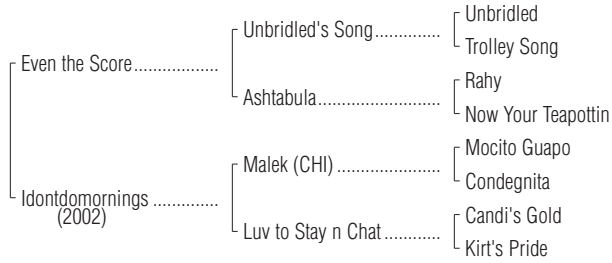 Unbridled
Unbridled's Song..............
Trolley Song
Even the Score..................
Rahy
Ashtabula..........................
Now Your Teapottin
Mocito Guapo
Malek (CHI) ......................
Condegnita
Idontdomornings ..............
(2002)
Candi's Gold
Luv to Stay n Chat............
Kirt's Pride